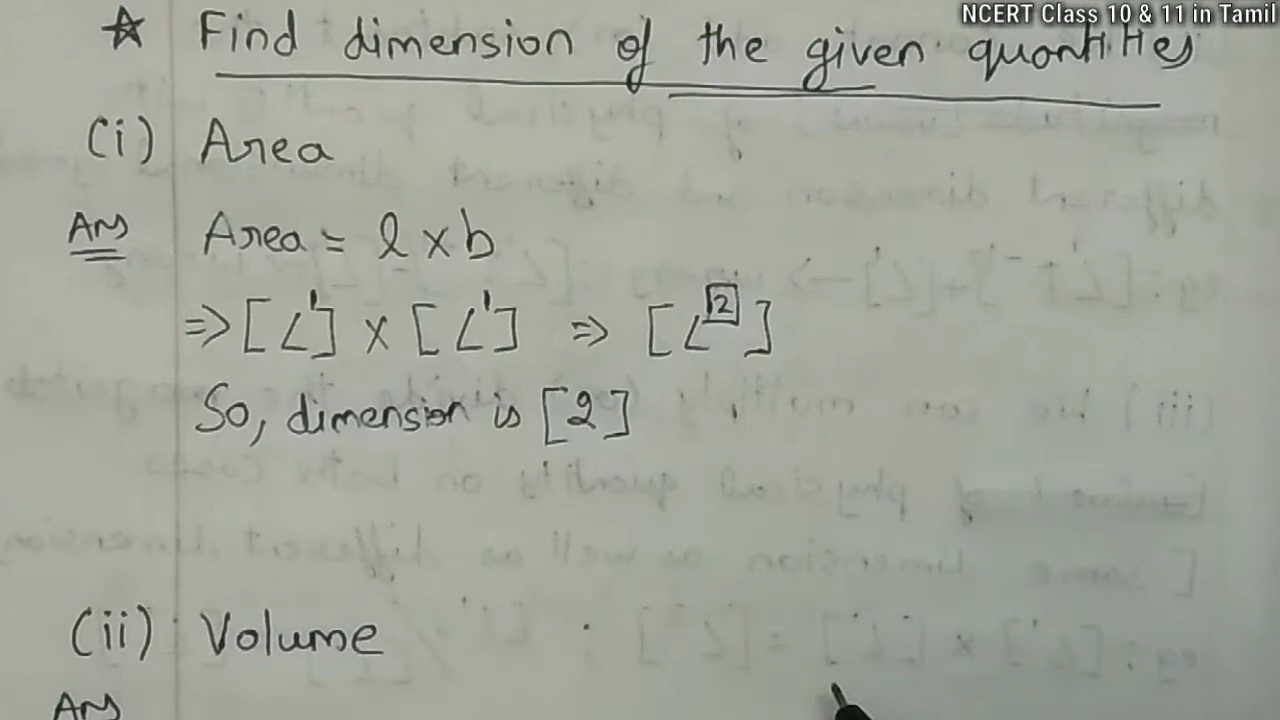 NCERT Class 10 & 11 in Tamil
☆ Find dimension of the given quantities
(i) Area
Ans Area = l × b
⇒ [L¹] × [L¹] ⇒ [L²]
So, dimension is [2]
(ii) Volume
Ans